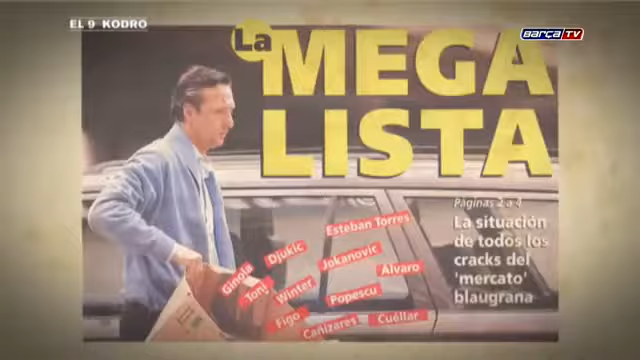 EL 9 KODRO
BARÇA TV
La
MEGA
LISTA
Páginas 2 a 4
La situación
de todos los
cracks del
'mercato'
blaugrana
Esteban Torres
Djukic
Jokanovic
Alvaro
Ginola
Toni
Winter
Popescu
Figo
Cañizares
Cuéllar